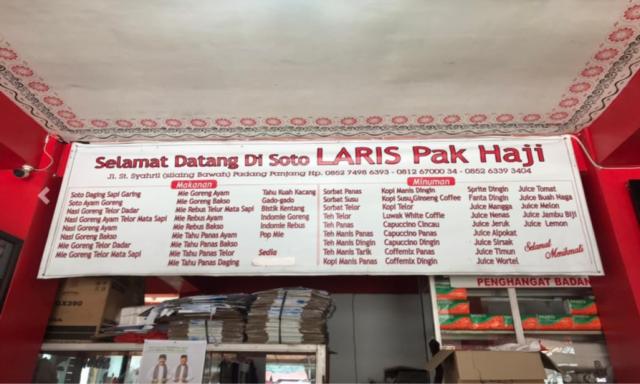 Selamat Datang Di Soto LARIS Pak Haji
Jl. St. Syahril (silaing Bawah) Padang Panjang Hp. 0852 7498 6393 - 0812 67000 34 - 0852 6339 3404
Makanan
Soto Daging Sapi Garing
Soto Ayam Goreng
Nasi Goreng Telor Dadar
Nasi Goreng Ayam Telor Mata Sapi
Nasi Goreng Bakso
Mie Goreng Telor Dadar
Mie Goreng Telor Mata Sapi
Mie Goreng Ayam
Mie Goreng Bakso
Mie Rebus Telur Mata Sapi
Mie Rebus Ayam
Mie Rebus Bakso
Mie Tahu Panas Ayam
Mie Tahu Panas Bakso
Mie Tahu Panas Telor
Mie Tahu Panas Daging
Tahu Kuah Kacang
Gado-gado
Bistik Kentang
Indomie Goreng
Indomie Rebus
Pop Mie
Sedia
Minuman
Sorbat Panas
Sorbat Susu
Sorbat Telor
Teh Telor
Teh Panas
Teh Manis Panas
Teh Manis Dingin
Teh Tarik Panas
Kopi Manis Panas
Kopi Manis Dingin
Kopi Susu Ginseng Coffee
Kopi Telor
Luwak White Coffie
Capuccino Cincau
Capuccino Panas
Capuccino Dingin
Coffemix Panas
Coffemix Dingin
Sprite Dingin
Fanta Dingin
Juice Mangga
Juice Nenas
Juice Jeruk
Juice Alpokat
Juice Sirsak
Juice Timun
Juice Wortel
Juice Tomat
Juice Buah Naga
Juice Melon
Juice Jambu Biji
Juice Lemon
Selamat
Menikmati
PENGHANGAT BADAN